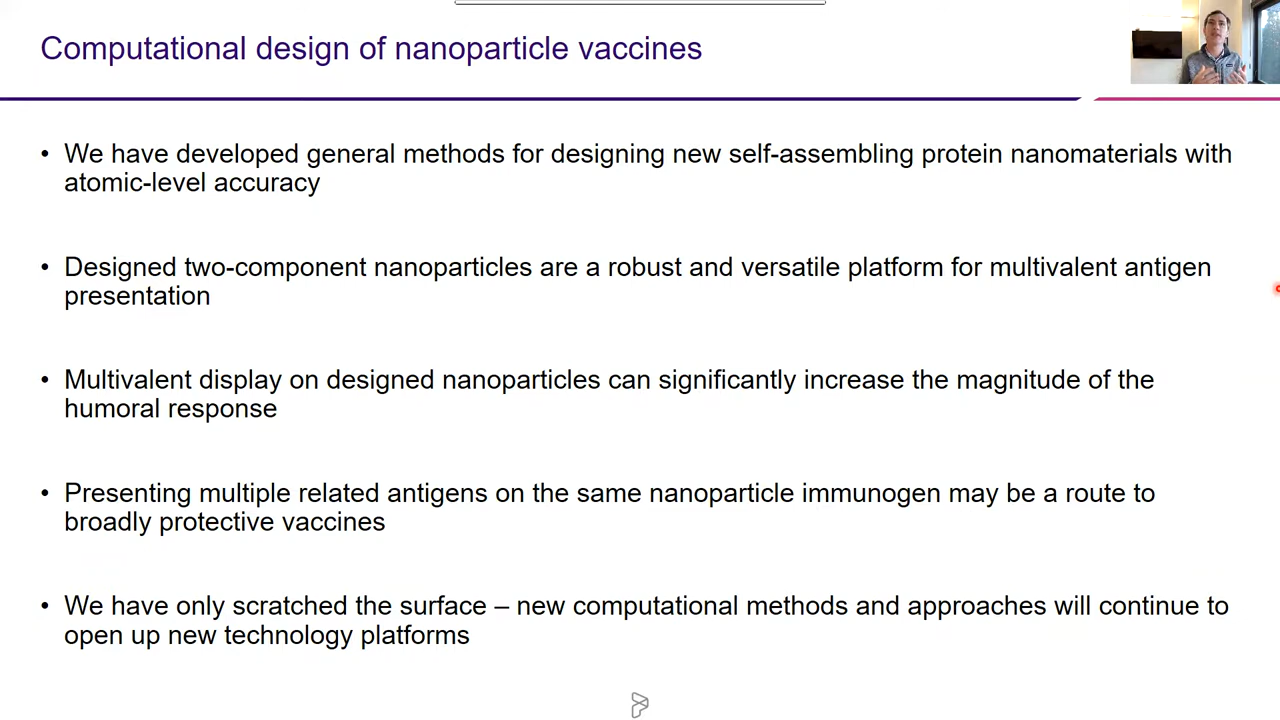 Computational design of nanoparticle vaccines
• We have developed general methods for designing new self-assembling protein nanomaterials with
atomic-level accuracy
• Designed two-component nanoparticles are a robust and versatile platform for multivalent antigen
presentation
• Multivalent display on designed nanoparticles can significantly increase the magnitude of the
humoral response
• Presenting multiple related antigens on the same nanoparticle immunogen may be a route to
broadly protective vaccines
• We have only scratched the surface – new computational methods and approaches will continue to
open up new technology platforms